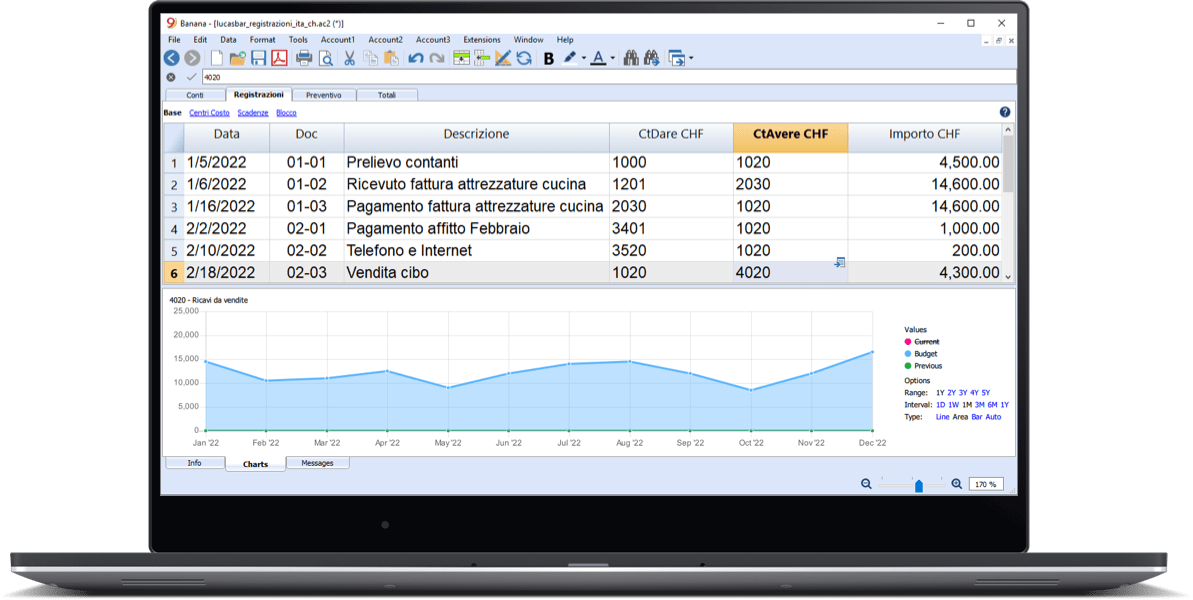 Banana - [lucasbar_registrazioni_ita_ch.ac2 (*)]
File Edit Data Format Tools Account1 Account2 Account3 Extensions Window Help
B A
4020
Conti Registrazioni Preventivo Totali
Base Centri Costo Scadenze Blocco ?
Data Doc Descrizione CtDare CHF CtAvere CHF Importo CHF
1 1/5/2022 01-01 Prelievo contanti 1000 1020 4,500.00
2 1/6/2022 01-02 Ricevuto fattura attrezzature cucina 1201 2030 14,600.00
3 1/16/2022 01-03 Pagamento fattura attrezzature cucina 2030 1020 14,600.00
4 2/2/2022 02-01 Pagamento affitto Febbraio 3401 1020 1,000.00
5 2/10/2022 02-02 Telefono e Internet 3520 1020 200.00
6 2/18/2022 02-03 Vendita cibo 1020 4020 4,300.00
4020 - Ricavi da vendite
25,000
20,000
15,000
10,000
5,000
0
Jan '22 Feb '22 Mar '22 Apr '22 May '22 Jun '22 Jul '22 Aug '22 Sep '22 Oct '22 Nov '22 Dec '22
Values
Current
Budget
Previous
Options
Range: 1Y 2Y 3Y 4Y 5Y
Interval: 1D 1W 1M 3M 6M 1Y
Type: Line Area Bar Auto
Info Charts Messages
170 %